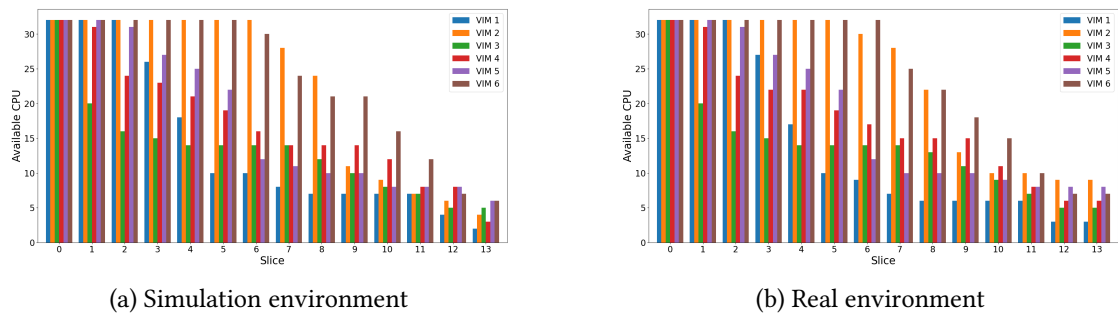 30
25
20
15
10
5
0
Available CPU
0 1 2 3 4 5 6 7 8 9 10 11 12 13
Slice
VIM 1
VIM 2
VIM 3
VIM 4
VIM 5
VIM 6
(a) Simulation environment
30
25
20
15
10
5
0
Available CPU
0 1 2 3 4 5 6 7 8 9 10 11 12 13
Slice
VIM 1
VIM 2
VIM 3
VIM 4
VIM 5
VIM 6
(b) Real environment